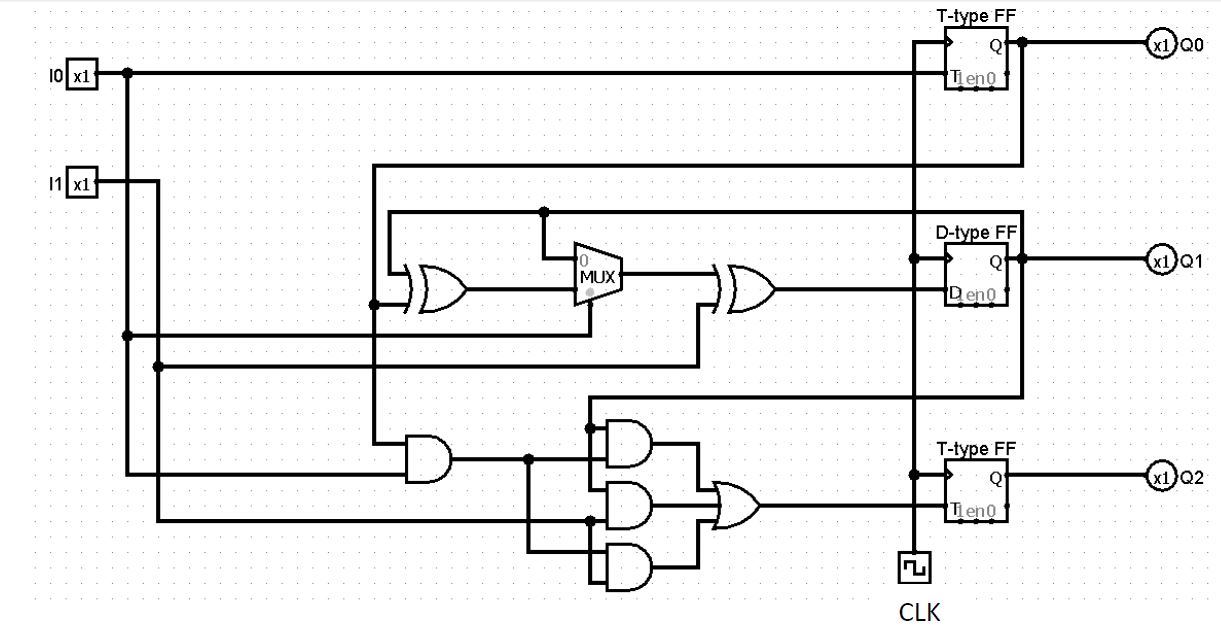 T-type FF
Q
x1 Q0
I0 x1
T 1en0
I1 x1
D-type FF
0
Q
x1 Q1
MUX
D 1en0
T-type FF
Q
x1 Q2
T 1en0
CLK